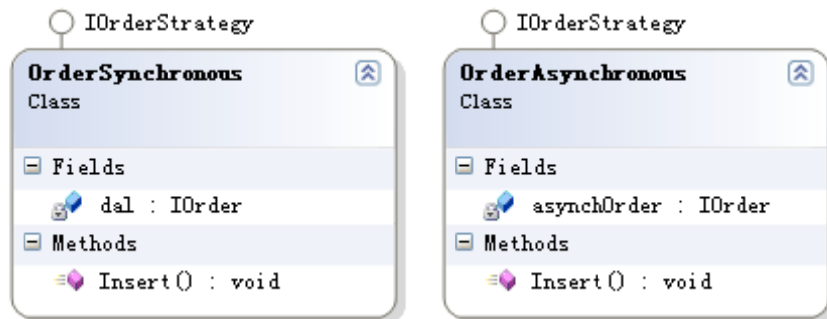 IOrderStrategy
OrderSynchronous
Class
Fields
dal : IOrder
Methods
Insert() : void
IOrderStrategy
OrderAsynchronous
Class
Fields
asynchOrder : IOrder
Methods
Insert() : void